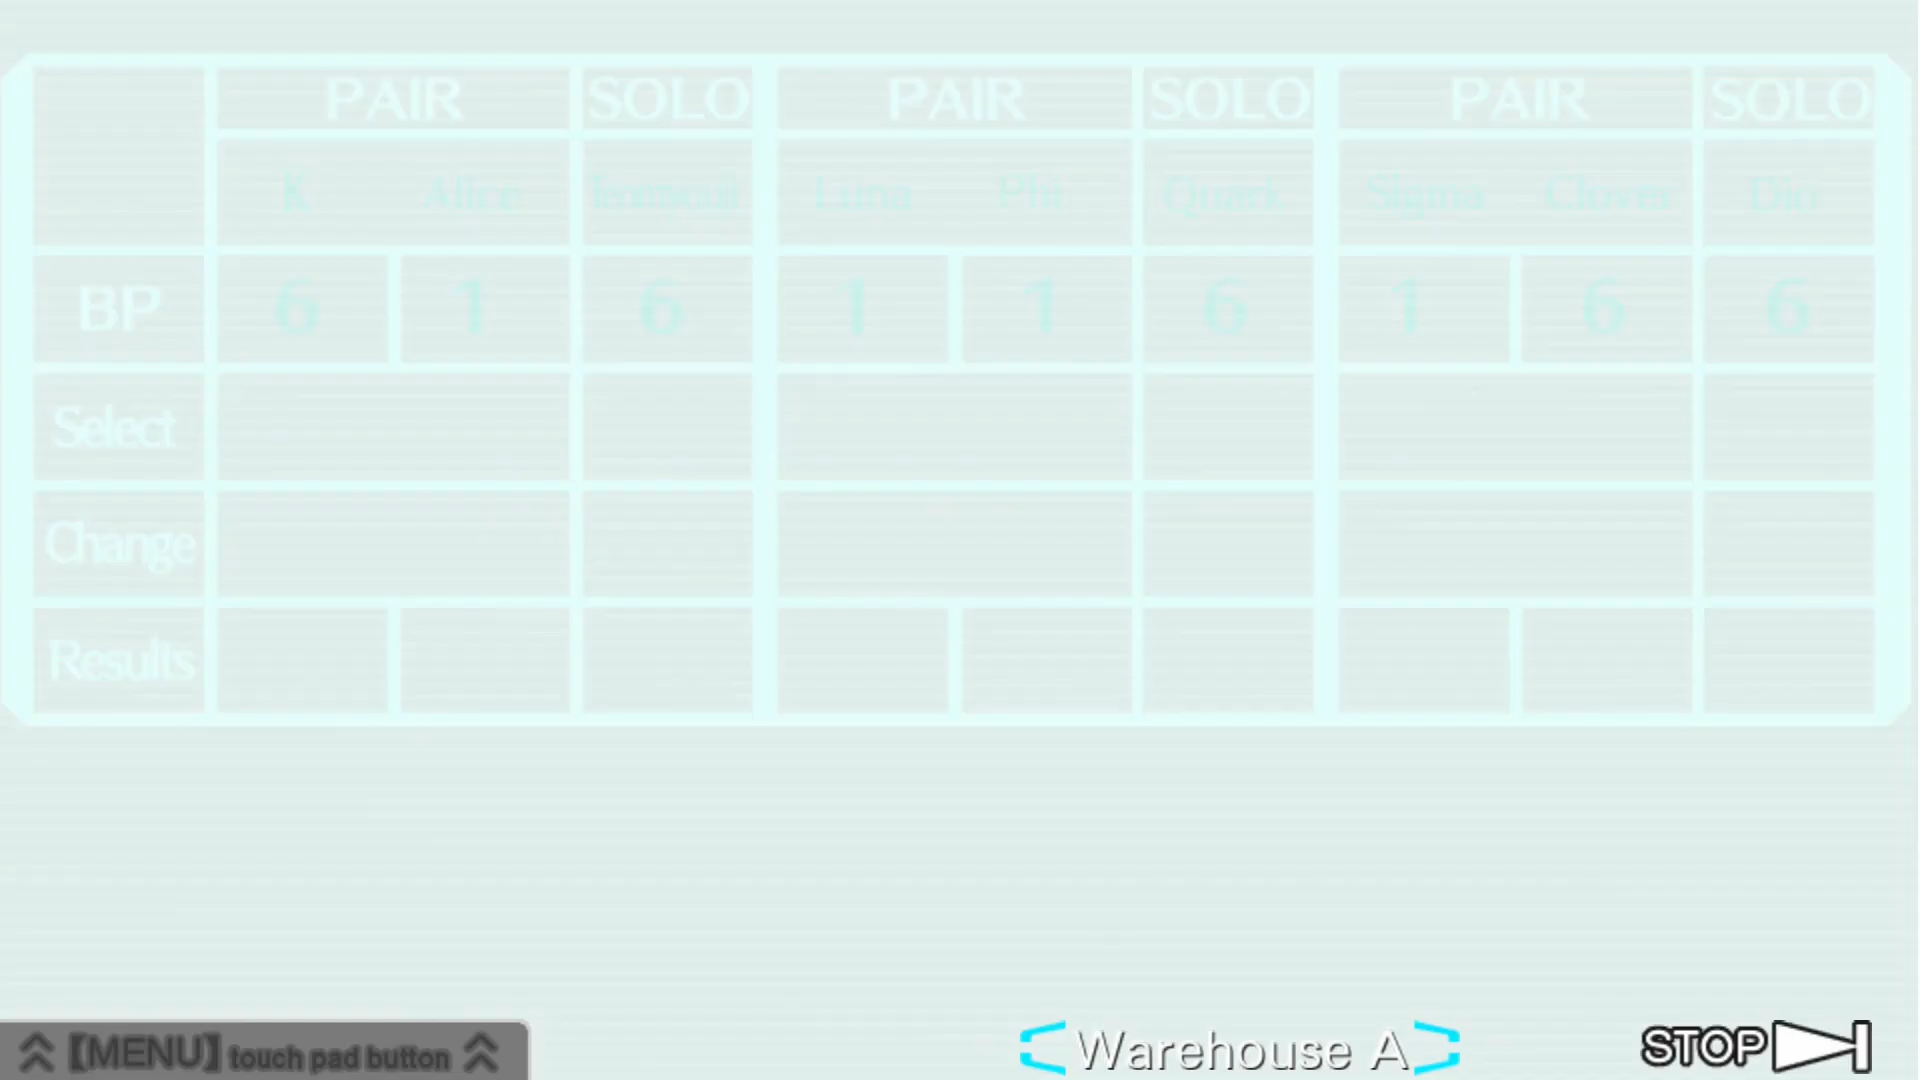 PAIR SOLO PAIR SOLO PAIR SOLO
K Alice Tenmyouji Luna Phi Quark Sigma Clover Dio
BP 6 1 6 1 1 6 1 6 6
Select
Change
Results
【MENU】 touch pad button
Warehouse A
STOP